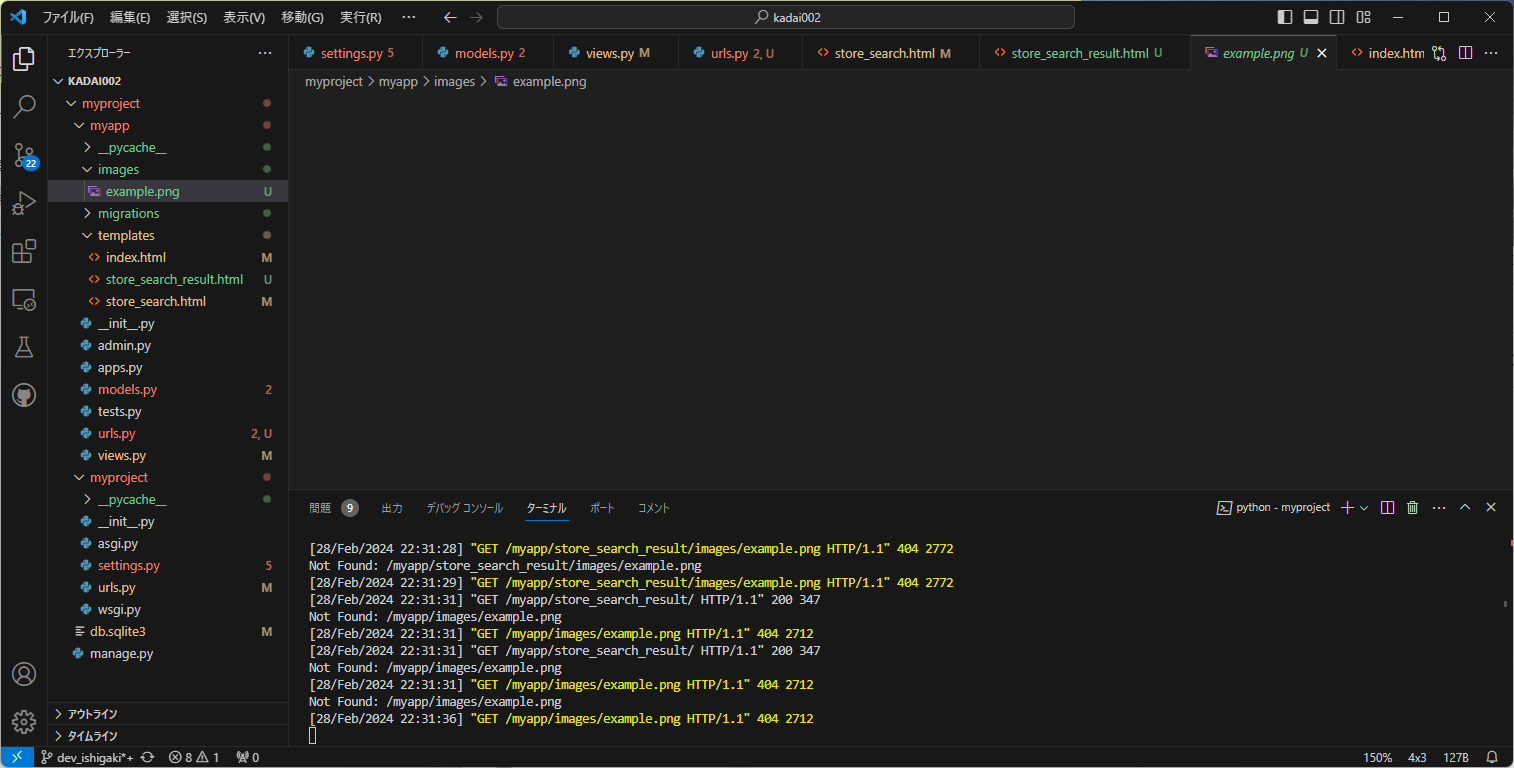 ファイル(F) 編集(E) 選択(S) 表示(V) 移動(G) 実行(R) ··· kadai002
エクスプローラー ···
settings.py 5 models.py 2 views.py M urls.py 2, U store_search.html M store_search_result.html U example.png U index.htm ···
KADAI002
myproject > myapp > images > example.png
myproject
myapp
__pycache__
images
example.png U
migrations
templates
index.html M
store_search_result.html U
store_search.html M
__init__.py
admin.py
apps.py
models.py 2
tests.py
urls.py 2, U
views.py M
myproject
__pycache__
__init__.py
asgi.py
settings.py 5
urls.py M
wsgi.py
db.sqlite3 M
manage.py
アウトライン
タイムライン
22
問題 9 出力 デバッグ コンソール ターミナル ポート コメント python - myproject ···
[28/Feb/2024 22:31:28] "GET /myapp/store_search_result/images/example.png HTTP/1.1" 404 2772
Not Found: /myapp/store_search_result/images/example.png
[28/Feb/2024 22:31:29] "GET /myapp/store_search_result/images/example.png HTTP/1.1" 404 2772
[28/Feb/2024 22:31:31] "GET /myapp/store_search_result/ HTTP/1.1" 200 347
Not Found: /myapp/images/example.png
[28/Feb/2024 22:31:31] "GET /myapp/images/example.png HTTP/1.1" 404 2712
[28/Feb/2024 22:31:31] "GET /myapp/store_search_result/ HTTP/1.1" 200 347
Not Found: /myapp/images/example.png
[28/Feb/2024 22:31:31] "GET /myapp/images/example.png HTTP/1.1" 404 2712
Not Found: /myapp/images/example.png
[28/Feb/2024 22:31:36] "GET /myapp/images/example.png HTTP/1.1" 404 2712
dev_ishigaki*+ 8 1 0 150% 4x3 127B